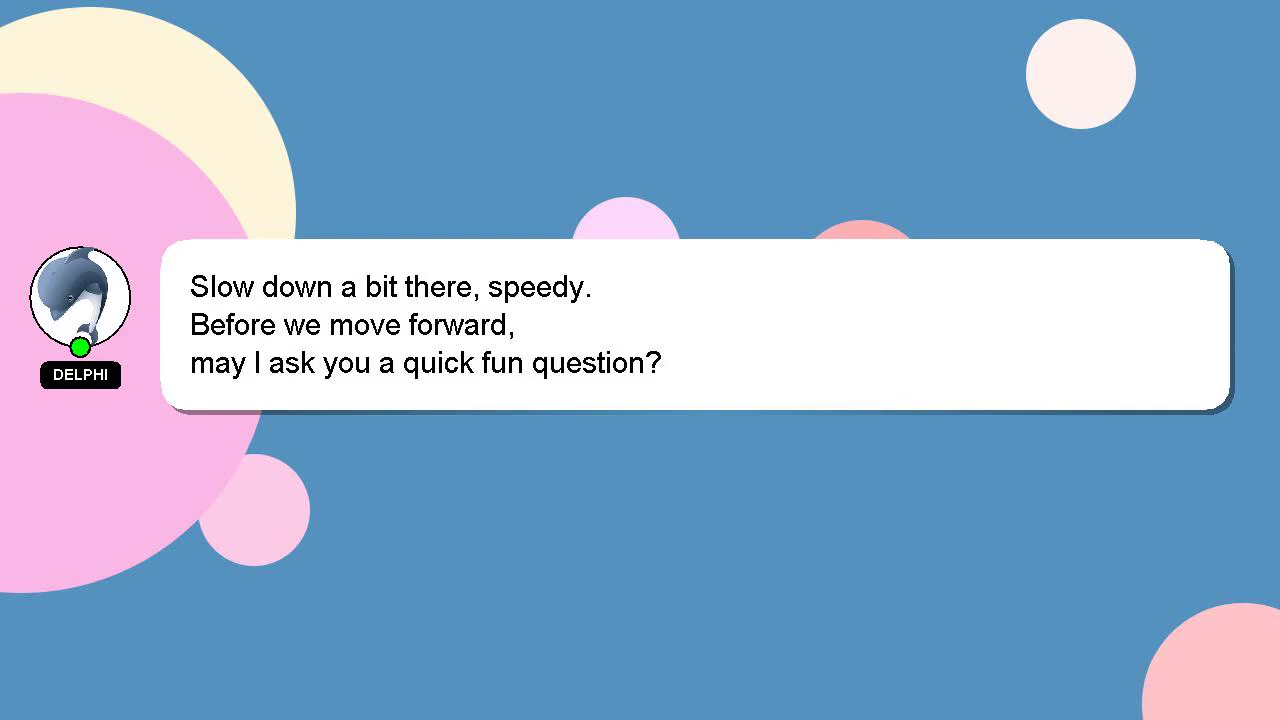 Slow down a bit there, speedy.
Before we move forward,
may I ask you a quick fun question?
DELPHI